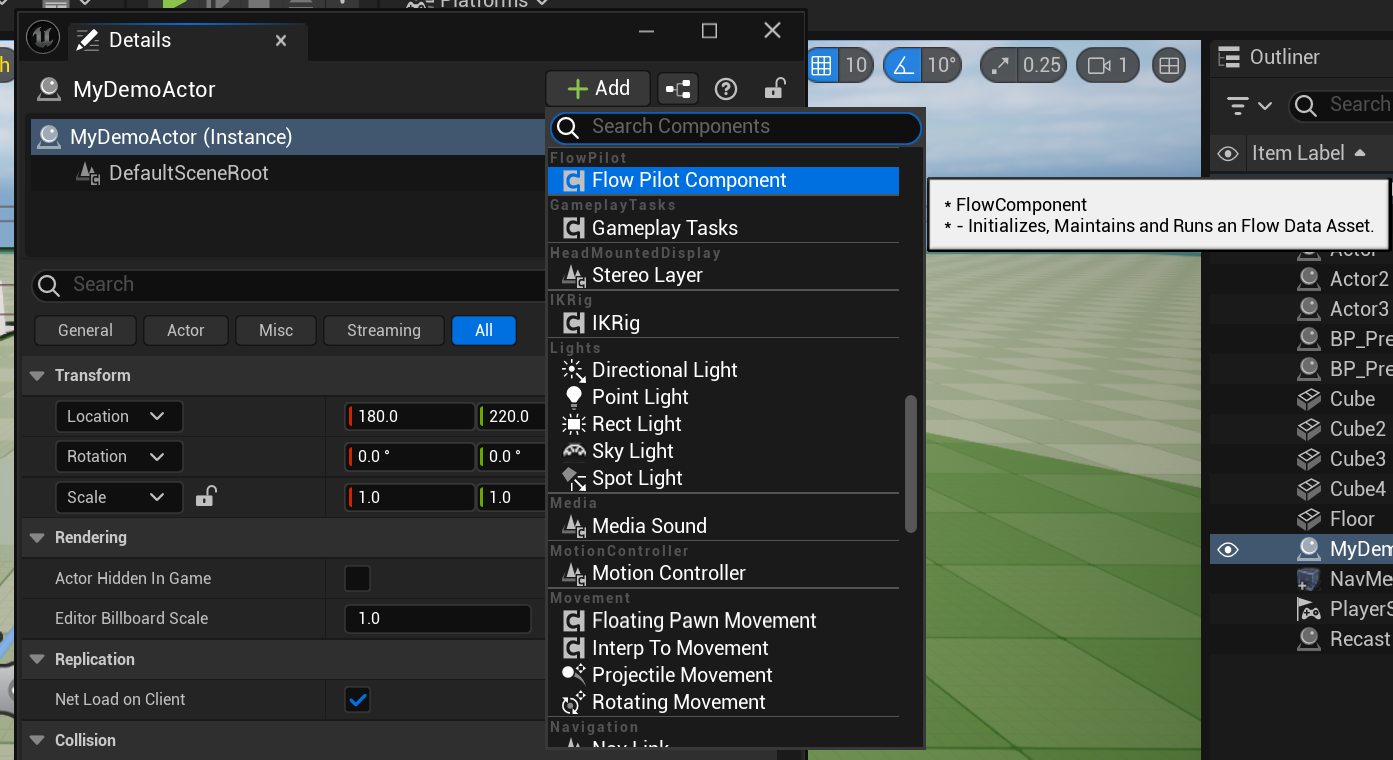 Platforms
Details
MyDemoActor
Add
MyDemoActor (Instance)
DefaultSceneRoot
Search
General
Actor
Misc
Streaming
All
Transform
Location
180.0
220.0
Rotation
0.0 °
0.0 °
Scale
1.0
1.0
Rendering
Actor Hidden In Game
Editor Billboard Scale
1.0
Replication
Net Load on Client
Collision
Search Components
FlowPilot
Flow Pilot Component
GameplayTasks
Gameplay Tasks
HeadMountedDisplay
Stereo Layer
IKRig
IKRig
Lights
Directional Light
Point Light
Rect Light
Sky Light
Spot Light
Media
Media Sound
MotionController
Motion Controller
Movement
Floating Pawn Movement
Interp To Movement
Projectile Movement
Rotating Movement
Navigation
Nav Link
* FlowComponent
* - Initializes, Maintains and Runs an Flow Data Asset.
10
10°
0.25
1
Outliner
Search
Item Label
Actor
Actor2
Actor3
BP_Pre
BP_Pre
Cube
Cube2
Cube3
Cube4
Floor
MyDem
NavMe
PlayerS
Recast